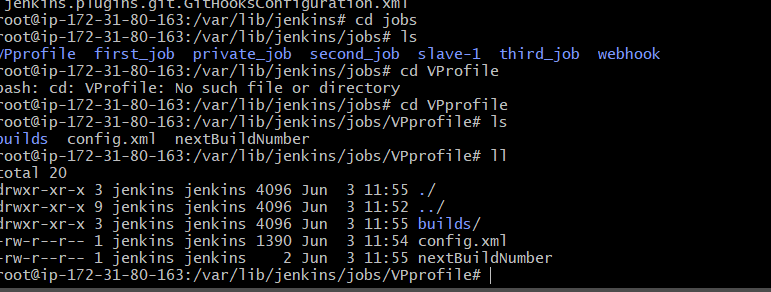 jenkins.plugins.git.GitHooksConfiguration.xml
root@ip-172-31-80-163:/var/lib/jenkins# cd jobs
root@ip-172-31-80-163:/var/lib/jenkins/jobs# ls
VPprofile  first_job  private_job  second_job  slave-1  third_job  webhook
root@ip-172-31-80-163:/var/lib/jenkins/jobs# cd VProfile
bash: cd: VProfile: No such file or directory
root@ip-172-31-80-163:/var/lib/jenkins/jobs# cd VPprofile
root@ip-172-31-80-163:/var/lib/jenkins/jobs/VPprofile# ls
builds  config.xml  nextBuildNumber
root@ip-172-31-80-163:/var/lib/jenkins/jobs/VPprofile# ll
total 20
drwxr-xr-x 3 jenkins jenkins 4096 Jun  3 11:55 ./
drwxr-xr-x 9 jenkins jenkins 4096 Jun  3 11:52 ../
drwxr-xr-x 3 jenkins jenkins 4096 Jun  3 11:55 builds/
-rw-r--r-- 1 jenkins jenkins 1390 Jun  3 11:54 config.xml
-rw-r--r-- 1 jenkins jenkins    2 Jun  3 11:55 nextBuildNumber
root@ip-172-31-80-163:/var/lib/jenkins/jobs/VPprofile#